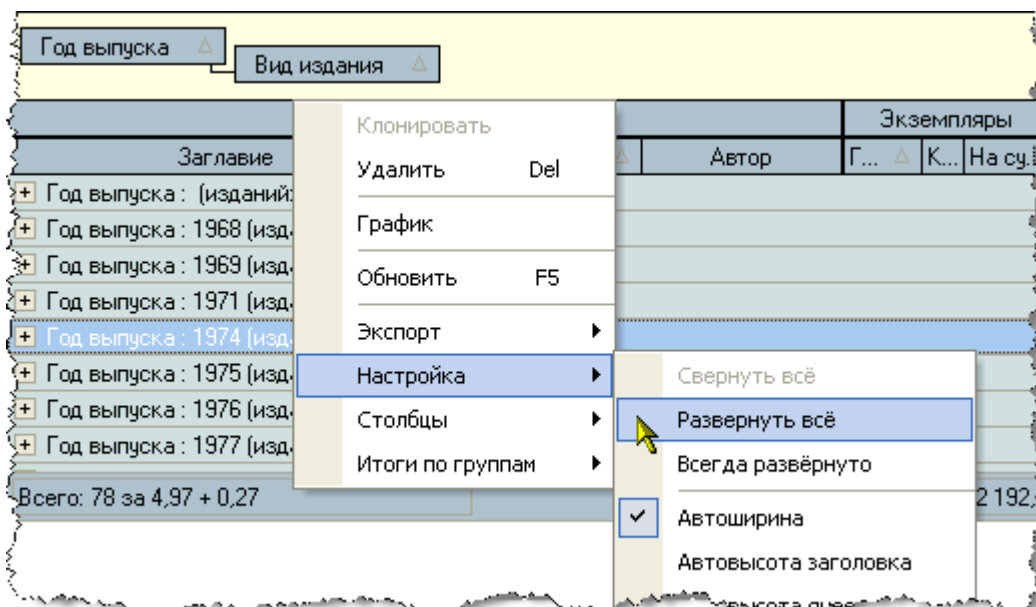 Год выпуска
Вид издания
Экземпляры
Заглавие
Автор
Г...
К...
На су.
Год выпуска : (изданий:
Год выпуска : 1968 (изд
Год выпуска : 1969 (изд
Год выпуска : 1971 (изд
Год выпуска : 1974 (изд
Год выпуска : 1975 (изд
Год выпуска : 1976 (изд
Год выпуска : 1977 (изд
Всего: 78 за 4,97 + 0,27
2 192,
Клонировать
Удалить Del
График
Обновить F5
Экспорт
Настройка
Столбцы
Итоги по группам
Свернуть всё
Развернуть всё
Всегда развёрнуто
Автоширина
Автовысота заголовка